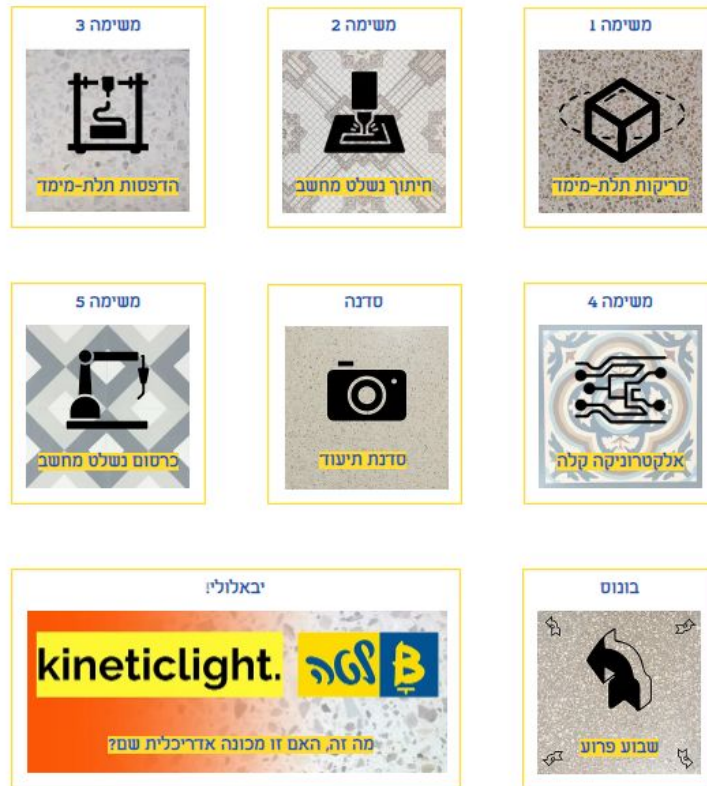 משימה 1
סריקות תלת-מימד
משימה 2
חיתוך נשלט מחשב
משימה 3
הדפסות תלת-מימד
משימה 4
אלקטרוניקה קלה
סדנה
סדנת תיעוד
משימה 5
כרסום נשלט מחשב
בונוס
שבוע פרוע
יבאלולי!
בלטה
kineticlight.
מה זה, האם זו מכונה אדריכלית שם?